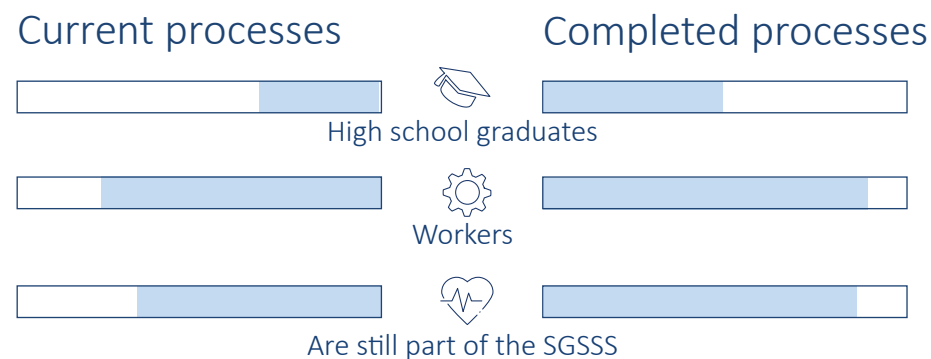 Current processes
Completed processes
High school graduates
Workers
Are still part of the SGSSS